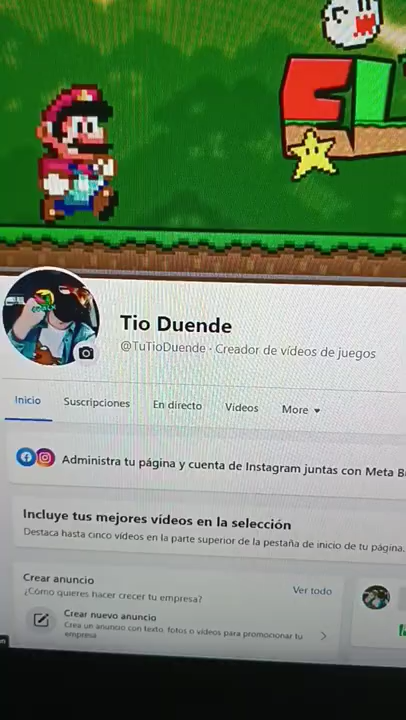 EL
Tio Duende
@TuTioDuende · Creador de vídeos de juegos
Inicio
Suscripciones
En directo
Vídeos
More
Administra tu página y cuenta de Instagram juntas con Meta B
Incluye tus mejores vídeos en la selección
Destaca hasta cinco vídeos en la parte superior de la pestaña de inicio de tu página.
Crear anuncio
Ver todo
¿Cómo quieres hacer crecer tu empresa?
Crear nuevo anuncio
Crea un anuncio con texto, fotos o vídeos para promocionar tu
empresa